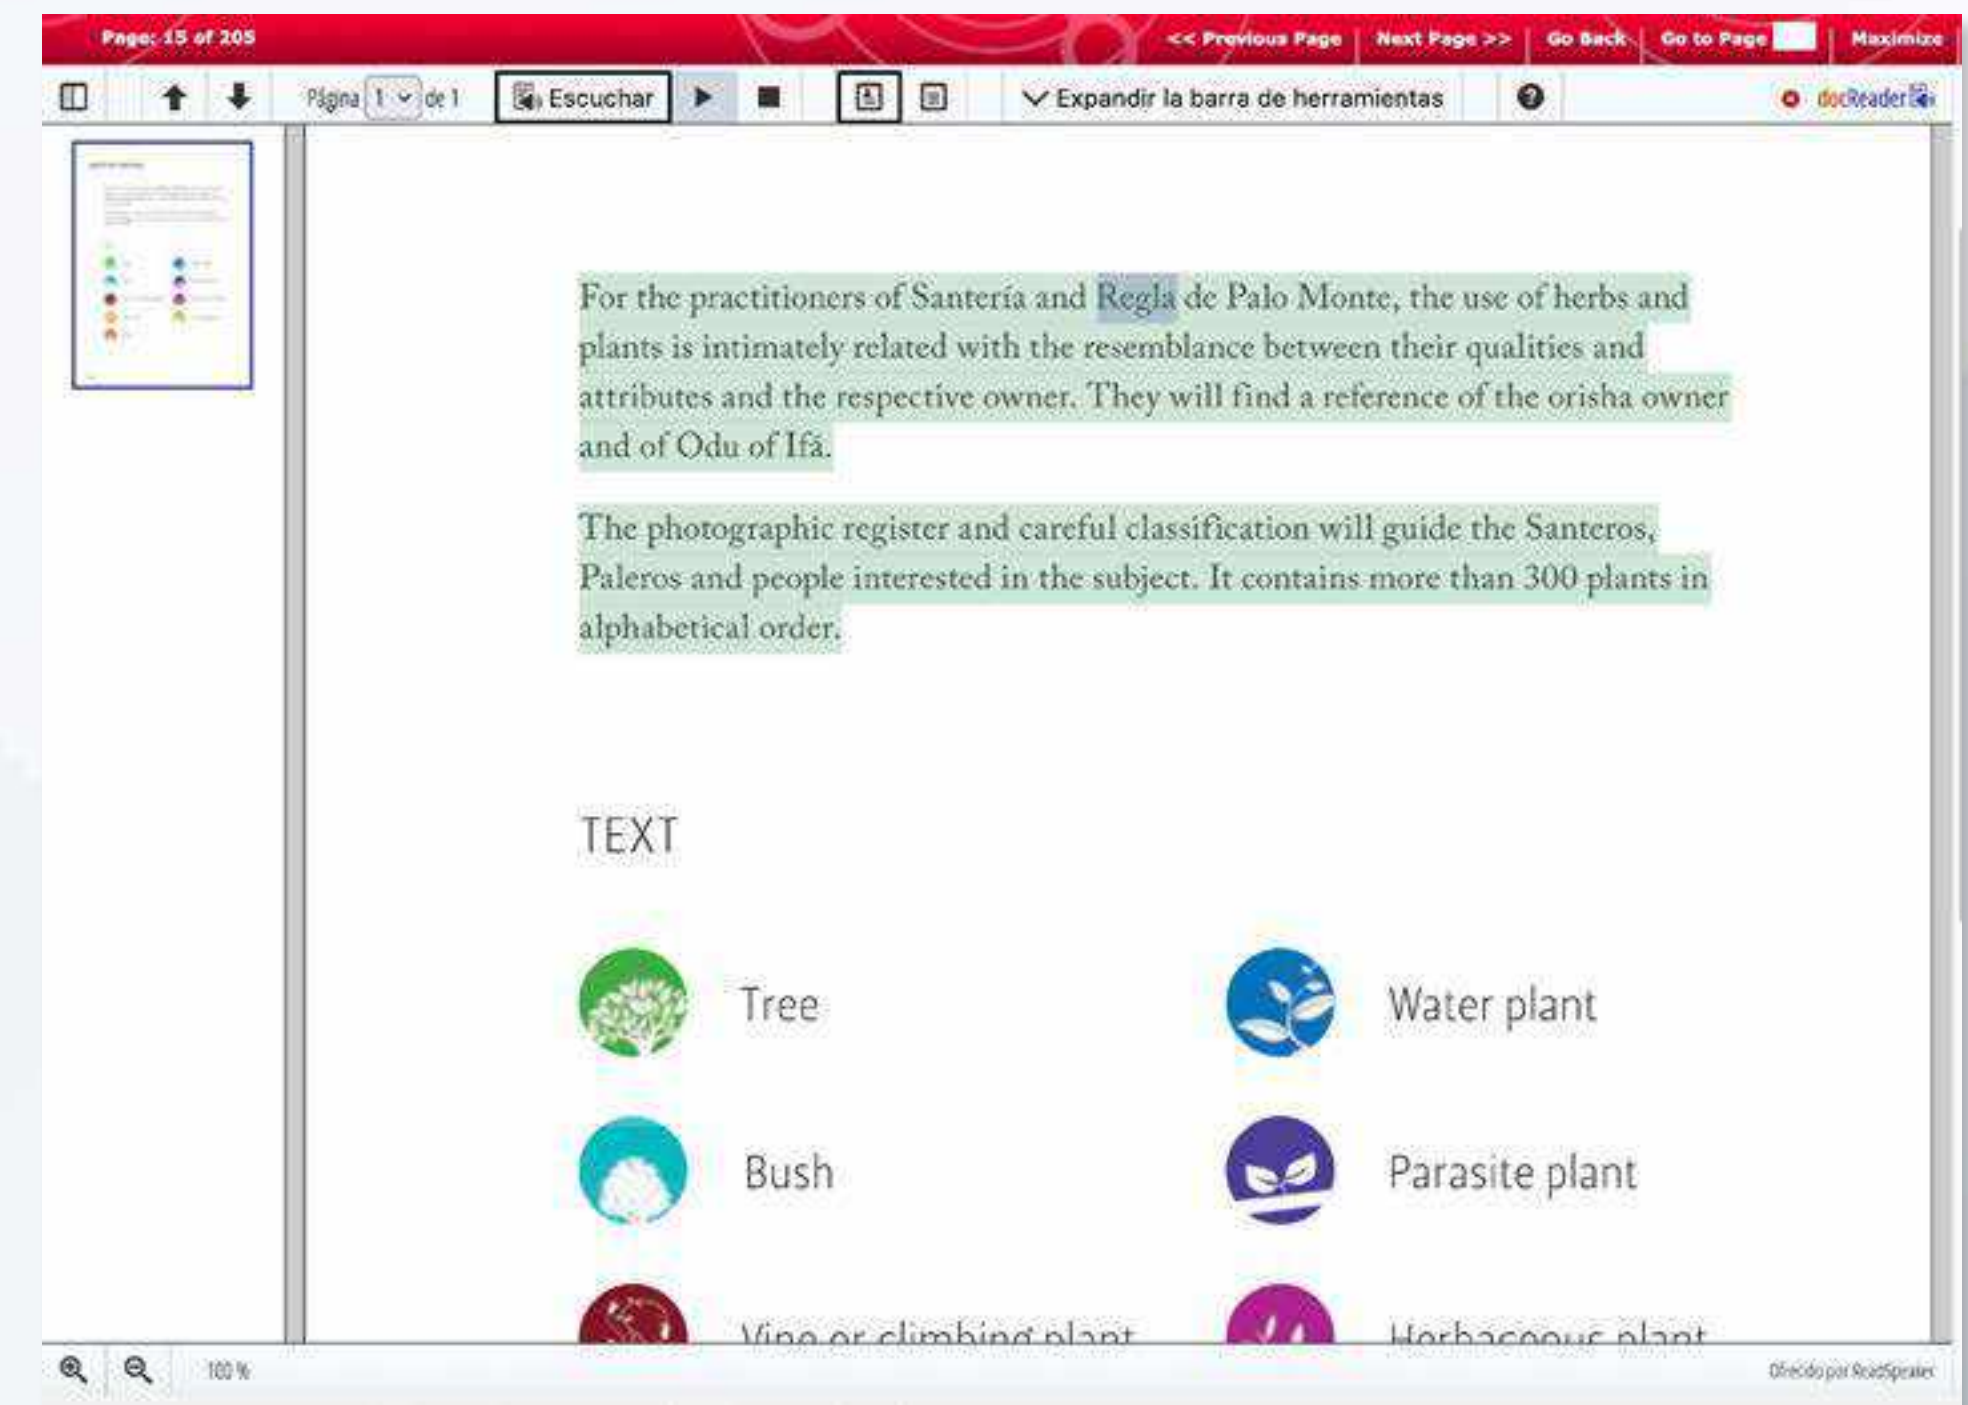 Page: 15 of 205
<< Previous Page
Next Page >>
Go Back
Go to Page
Maximize
Página 1 de 1
Escuchar
Expandir la barra de herramientas
docReader
For the practitioners of Santería and Regla de Palo Monte, the use of herbs and
plants is intimately related with the resemblance between their qualities and
attributes and the respective owner. They will find a reference of the orisha owner
and of Odu of Ifá.
The photographic register and careful classification will guide the Santeros,
Paleros and people interested in the subject. It contains more than 300 plants in
alphabetical order.
TEXT
Tree
Water plant
Bush
Parasite plant
Vine or climbing plant
Herbaceous plant
100 %
Ofrecido por ReadSpeaker